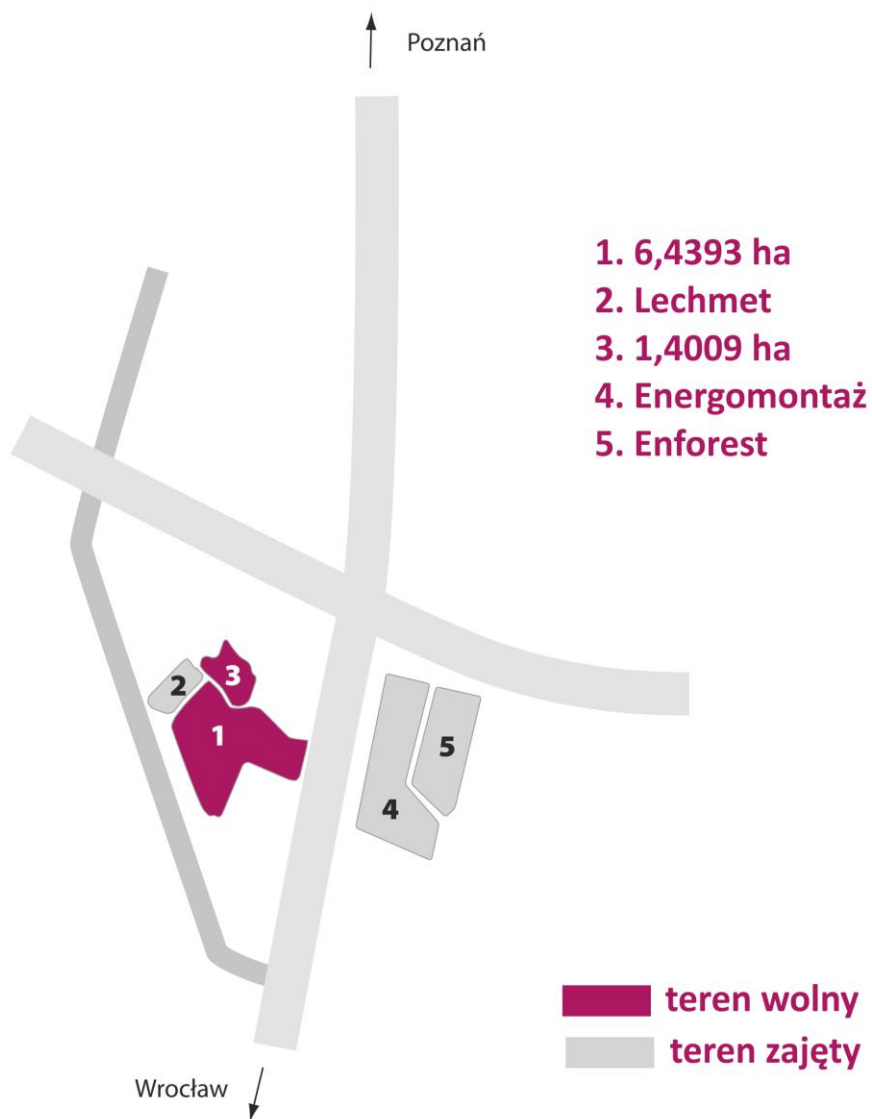 Poznań
1. 6,4393 ha
2. Lechmet
3. 1,4009 ha
4. Energomontaż
5. Enforest
3
2
1
5
4
teren wolny
teren zajęty
Wrocław